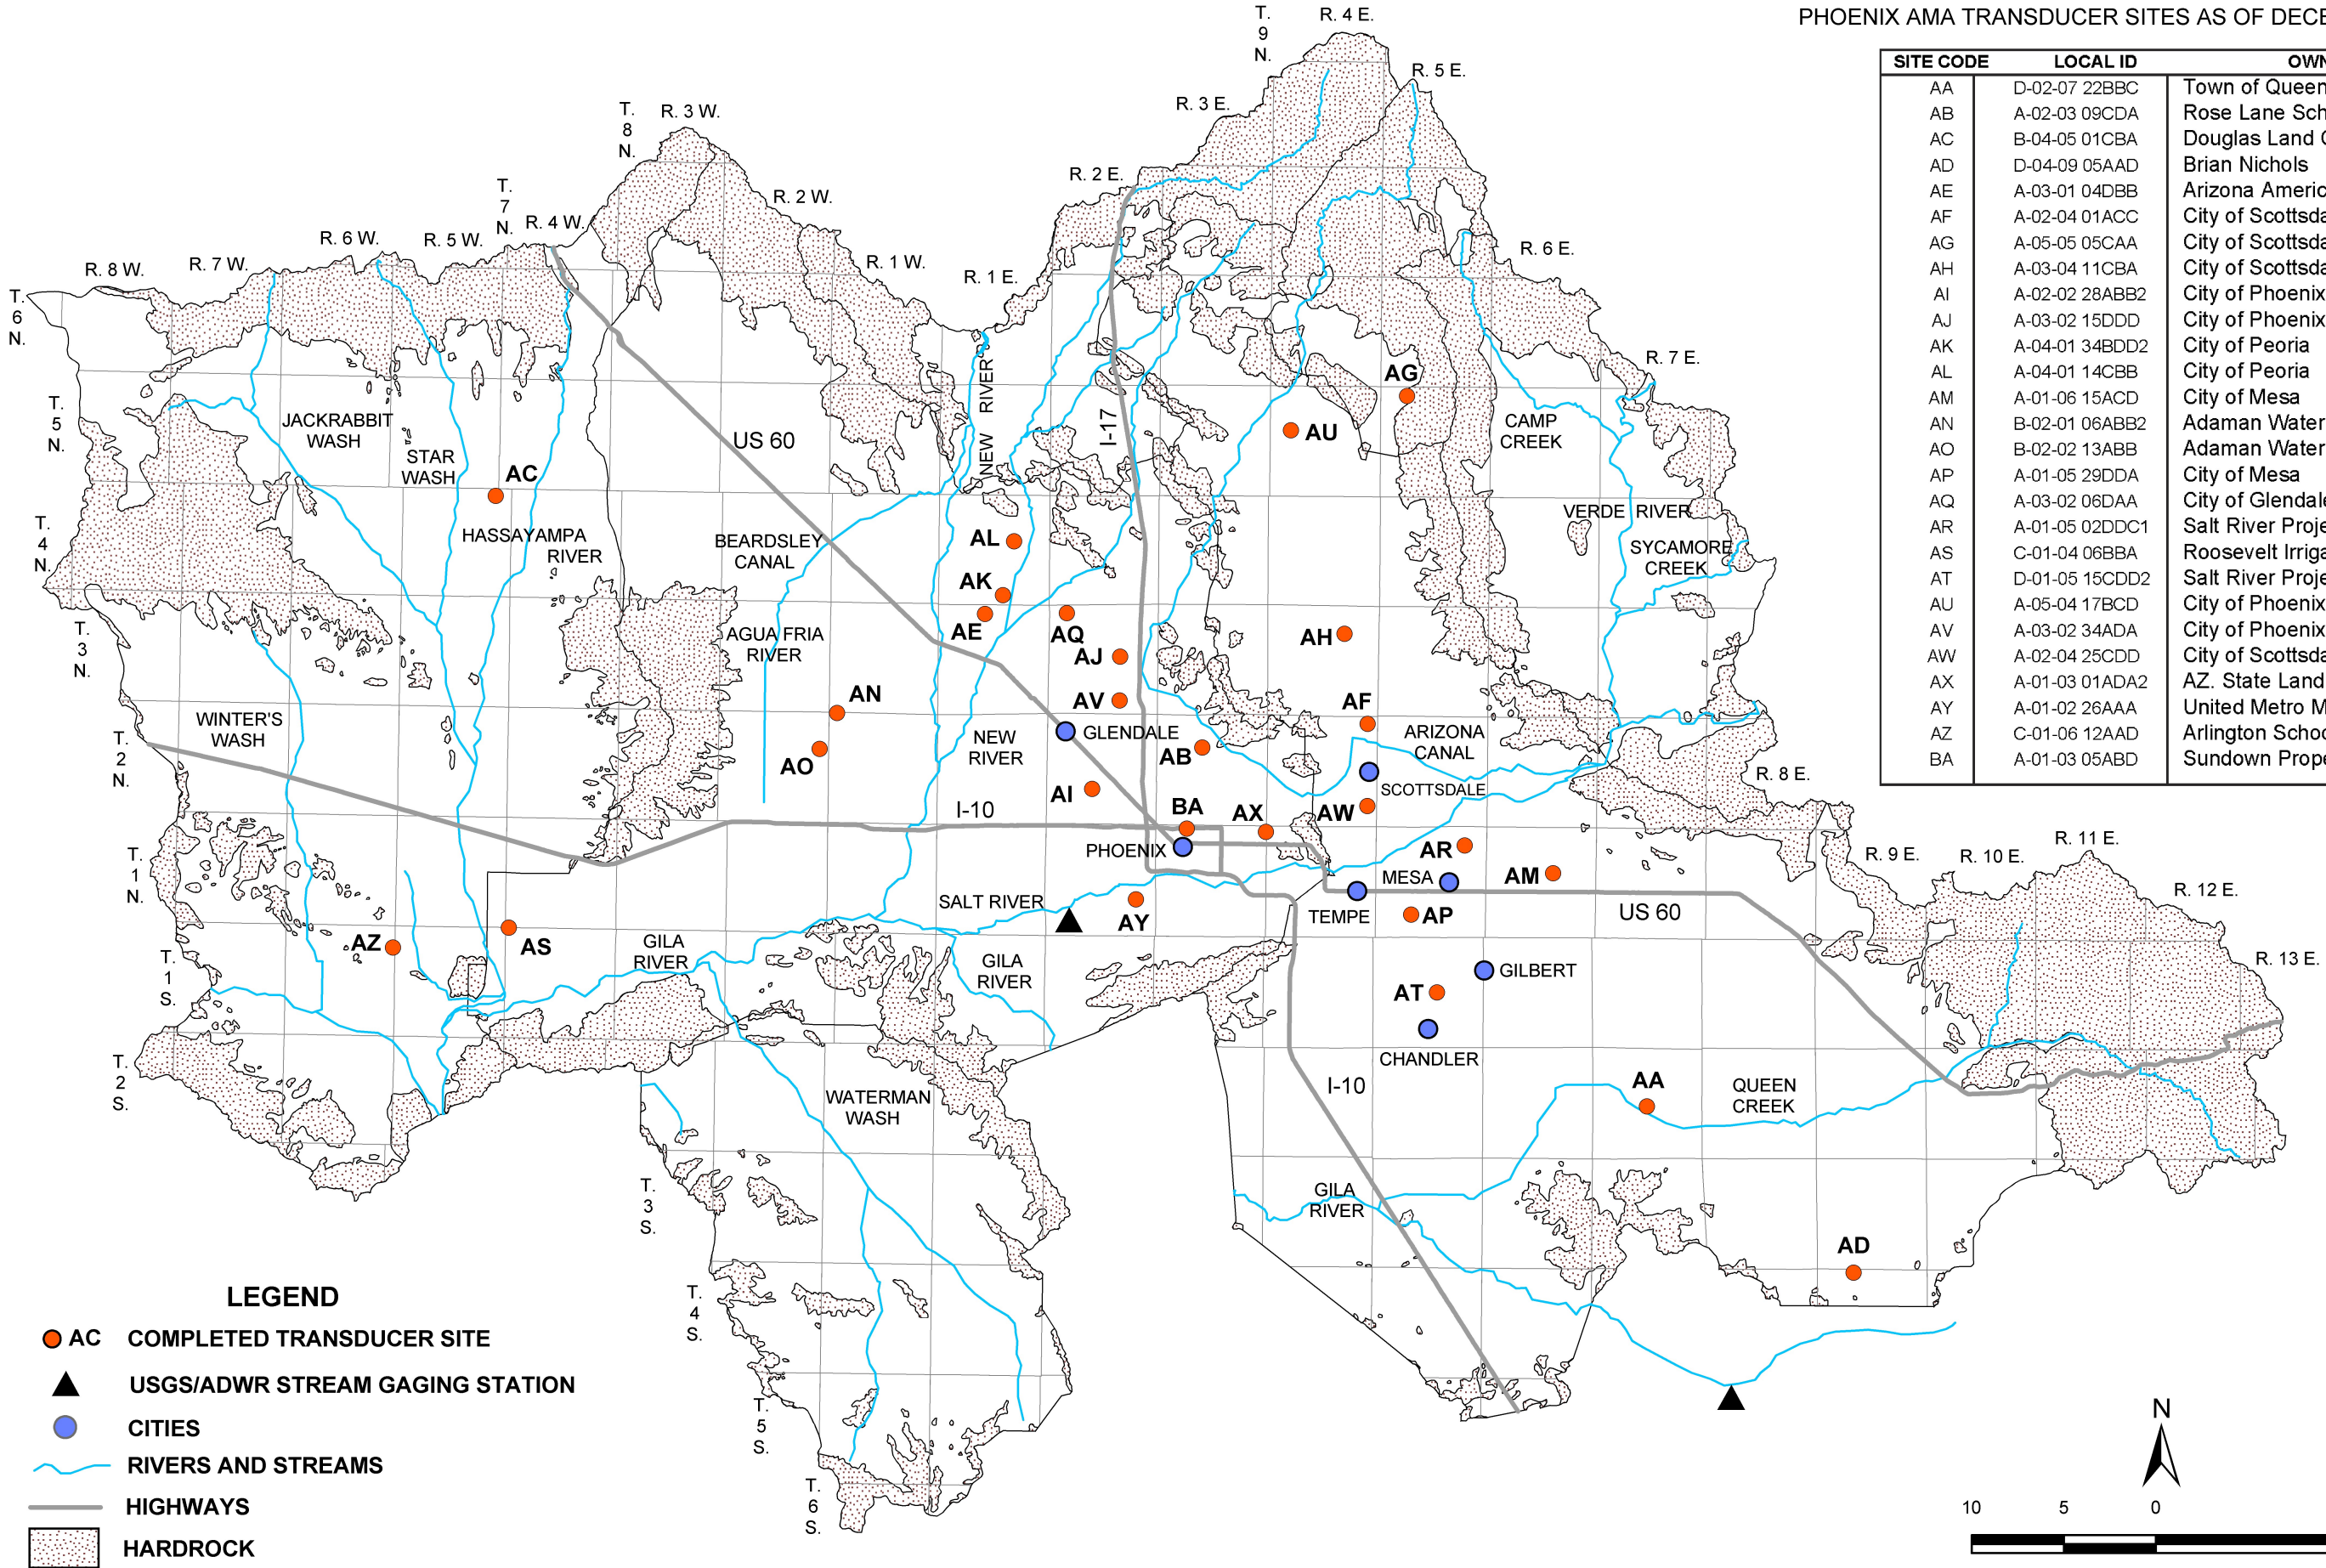 PHOENIX AMA TRANSDUCER SITES AS OF
SITE CODE LOCAL ID
AA D-02-07 22BBC Town of Queen
AB A-02-03 09CDA Rose Lane
AC B-04-05 01CBA Douglas Land
AD D-04-09 05AAD Brian Nichols
AE A-03-01 04DBB Arizona
AF A-02-04 01ACC City of
AG A-05-05 05CAA City of
AH A-03-04 11CBA City of
AI A-02-02 28ABB2 City of Phoenix
AJ A-03-02 15DDD City of Phoenix
AK A-04-01 34BDD2 City of Peoria
AL A-04-01 14CBB City of Peoria
AM A-01-06 15ACD City of Mesa
AN B-02-01 06ABB2 Adaman Water
AO B-02-02 13ABB Adaman Water
AP A-01-05 29DDA City of Mesa
AQ A-03-02 06DAA City of Glendale
AR A-01-05 02DDC1 Salt River
AS C-01-04 06BBA Roosevelt
AT D-01-05 15CDD2 Salt River
AU A-05-04 17BCD City of Phoenix
AV A-03-02 34ADA City of Phoenix
AW A-02-04 25CDD City of
AX A-01-03 01ADA2 AZ. State Land
AY A-01-02 26AAA United Metro
AZ C-01-06 12AAD Arlington
BA A-01-03 05ABD Sundown
T. 9 N.
R. 4 E.
R. 5 E.
R. 3 E.
T. 8 N.
R. 3 W.
R. 2 E.
T. 7 N.
R. 2 W.
R. 4 W.
R. 6 W.
R. 5 W.
R. 6 E.
R. 8 W.
R. 7 W.
R. 1 W.
R. 1 E.
T. 6 N.
R. 7 E.
NEW RIVER
I-17
AG
T. 5 N.
JACKRABBIT
WASH
US 60
AU
CAMP
CREEK
STAR
WASH
AC
VERDE RIVER
T. 4 N.
HASSAYAMPA
RIVER
BEARDSLEY
CANAL
AL
SYCAMORE
CREEK
AK
AE
AQ
T. 3 N.
AGUA FRIA
RIVER
AH
AJ
AN
AV
AF
WINTER'S
WASH
T. 2 N.
NEW
RIVER
GLENDALE
AB
ARIZONA
CANAL
AO
R. 8 E.
AI
SCOTTSDALE
I-10
BA
AX
AW
PHOENIX
AR
T. 1 N.
MESA
AM
R. 9 E.
R. 10 E.
R. 11 E.
R. 12 E.
SALT RIVER
AY
TEMPE
AP
US 60
AZ
AS
GILA
RIVER
T. 1 S.
GILA
RIVER
GILBERT
R. 13 E.
AT
CHANDLER
T. 2 S.
WATERMAN
WASH
I-10
AA
QUEEN
CREEK
T. 3 S.
GILA
RIVER
AD
T. 4 S.
T. 5 S.
T. 6 S.
LEGEND
AC COMPLETED TRANSDUCER SITE
USGS/ADWR STREAM GAGING STATION
CITIES
RIVERS AND STREAMS
HIGHWAYS
HARDROCK
N
10 5 0